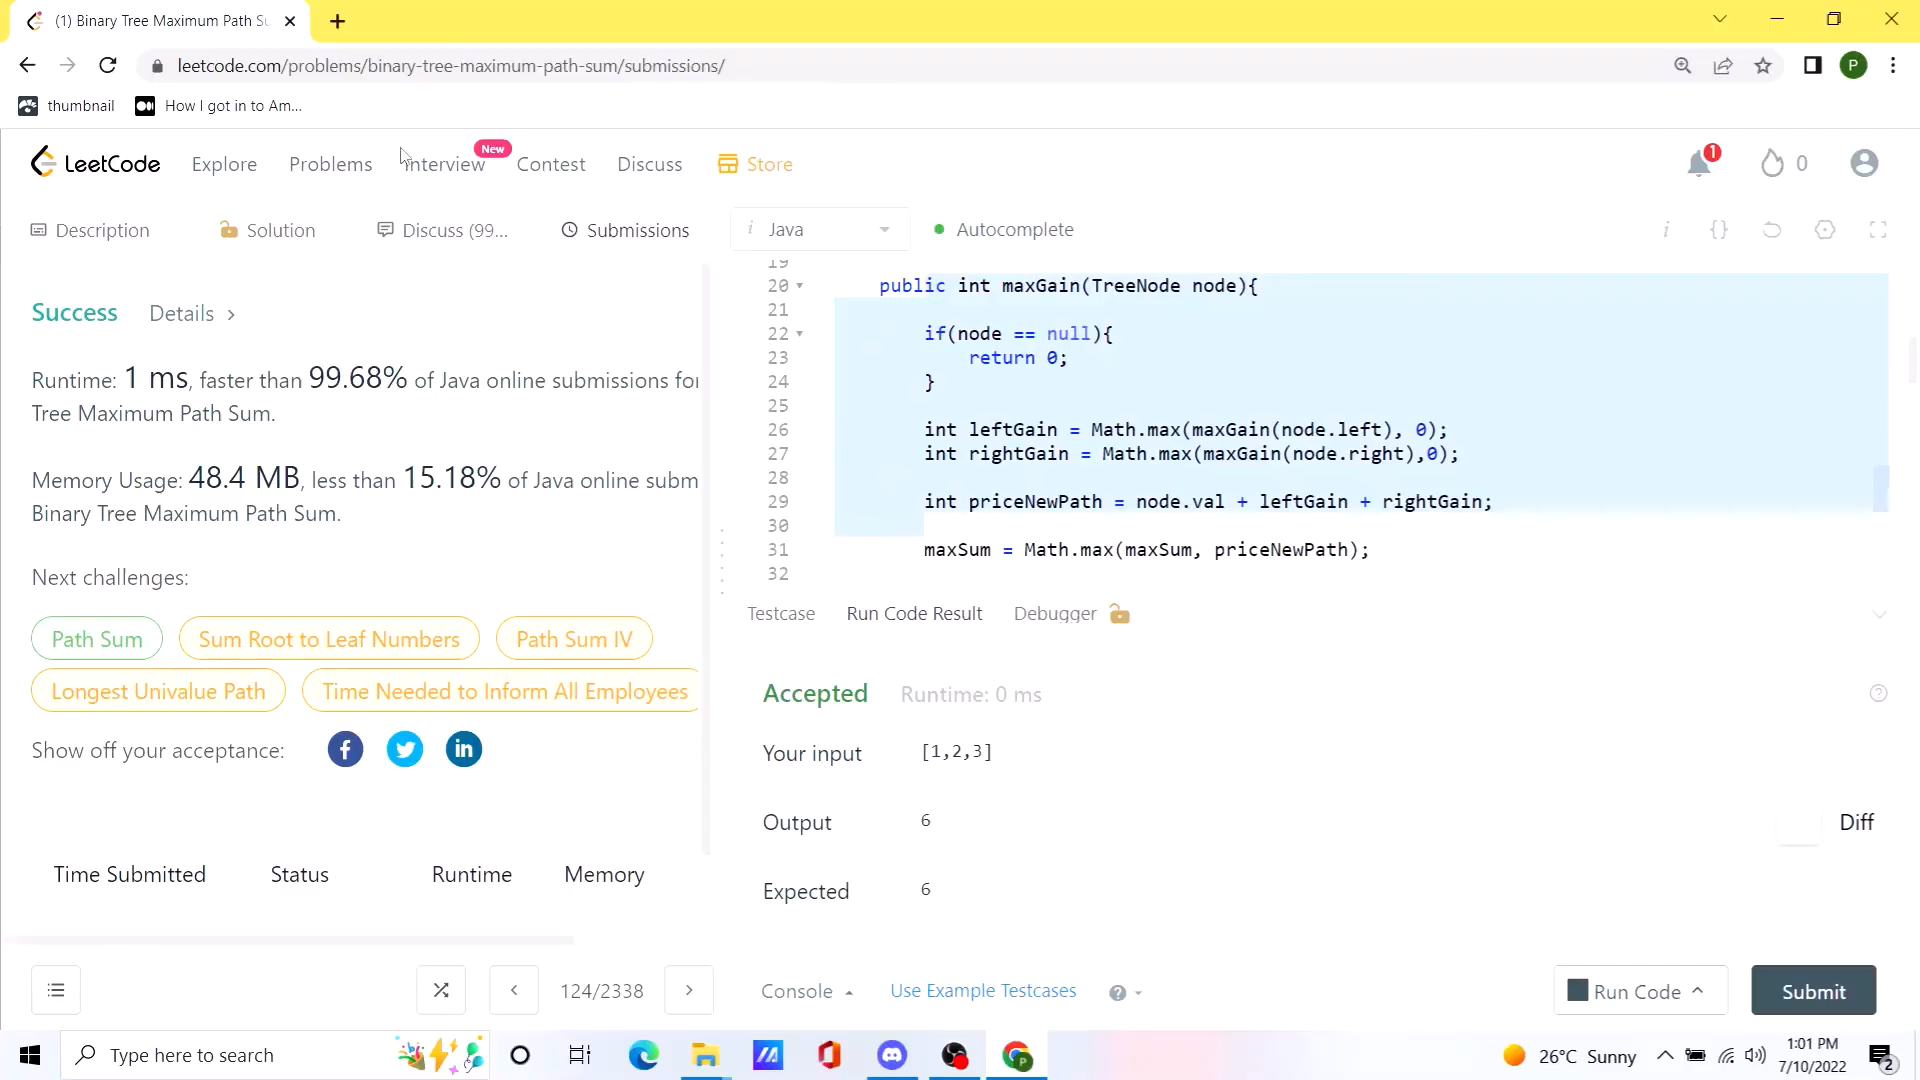 (1) Binary Tree Maximum Path Su
leetcode.com/problems/binary-tree-maximum-path-sum/submissions/
P
thumbnail
How I got in to Am...
LeetCode
Explore
Problems
Interview
New
Contest
Discuss
Store
1
0
Description
Solution
Discuss (99...
Submissions
i Java
Autocomplete
i
{}
Success
Details >
Runtime: 1 ms, faster than 99.68% of Java online submissions for
Tree Maximum Path Sum.
Memory Usage: 48.4 MB, less than 15.18% of Java online subm
Binary Tree Maximum Path Sum.
Next challenges:
Path Sum
Sum Root to Leaf Numbers
Path Sum IV
Longest Univalue Path
Time Needed to Inform All Employees
Show off your acceptance:
Time Submitted
Status
Runtime
Memory
19
20 public int maxGain(TreeNode node){
21
22 if(node == null){
23 return 0;
24 }
25
26 int leftGain = Math.max(maxGain(node.left), 0);
27 int rightGain = Math.max(maxGain(node.right),0);
28
29 int priceNewPath = node.val + leftGain + rightGain;
30
31 maxSum = Math.max(maxSum, priceNewPath);
32
Testcase
Run Code Result
Debugger
Accepted
Runtime: 0 ms
Your input
[1,2,3]
Output
6
Diff
Expected
6
124/2338
Console
Use Example Testcases
Run Code
Submit
Type here to search
26°C Sunny
1:01 PM
7/10/2022
2